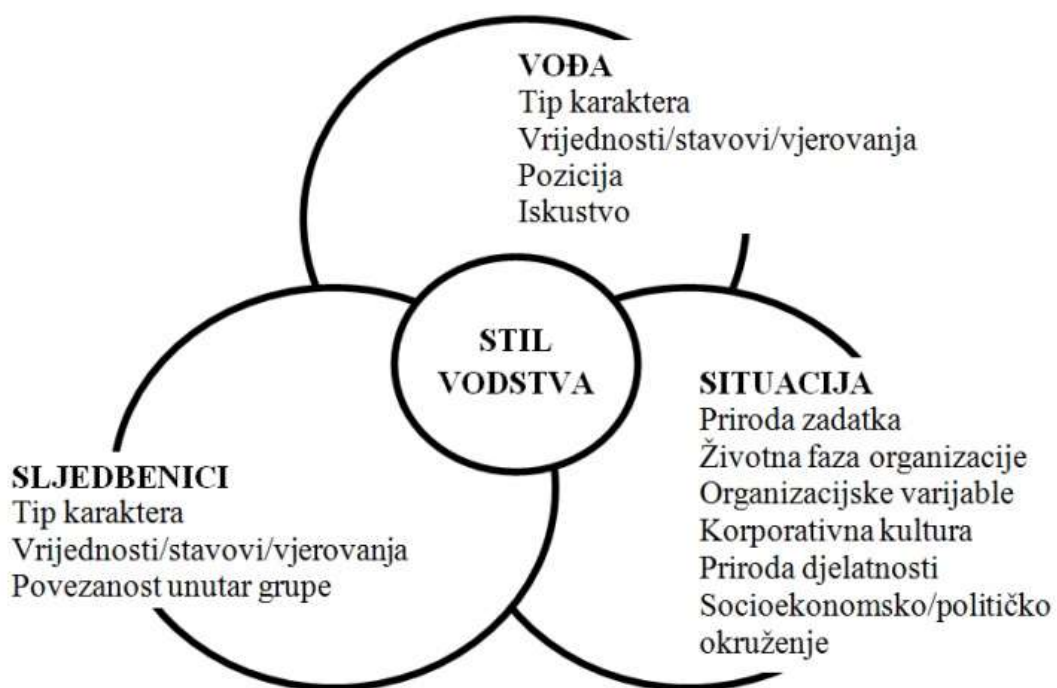 VOĐA
Tip karaktera
Vrijednosti/stavovi/vjerovanja
Pozicija
Iskustvo
STIL
VODSTVA
SITUACIJA
Priroda zadatka
Životna faza organizacije
Organizacijske varijable
Korporativna kultura
Priroda djelatnosti
Socioekonomsko/političko
okruženje
SLJEDBENICI
Tip karaktera
Vrijednosti/stavovi/vjerovanja
Povezanost unutar grupe